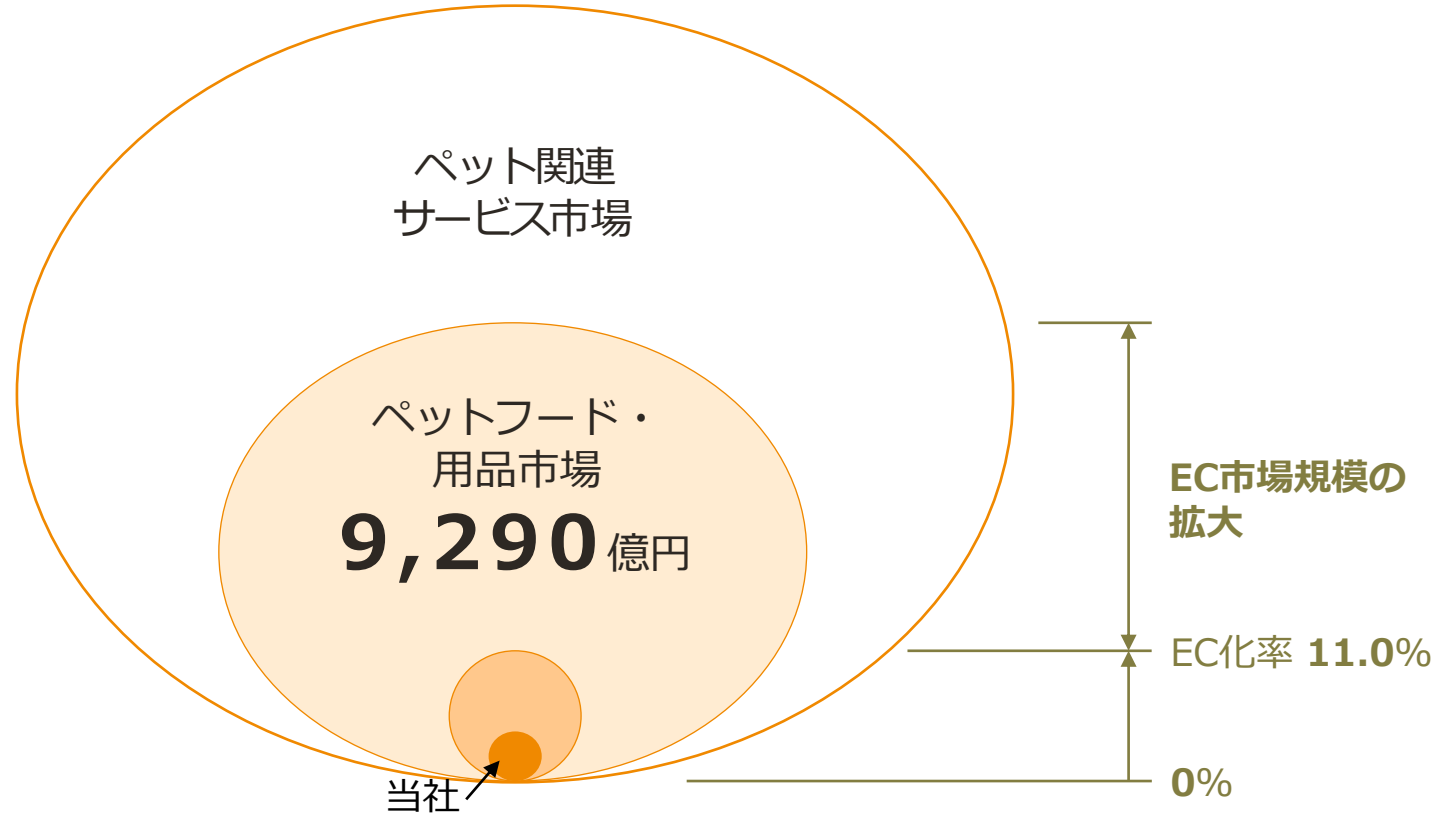 ペット関連
サービス市場
ペットフード・
用品市場
9,290億円
当社
EC市場規模の
拡大
EC化率 11.0%
0%